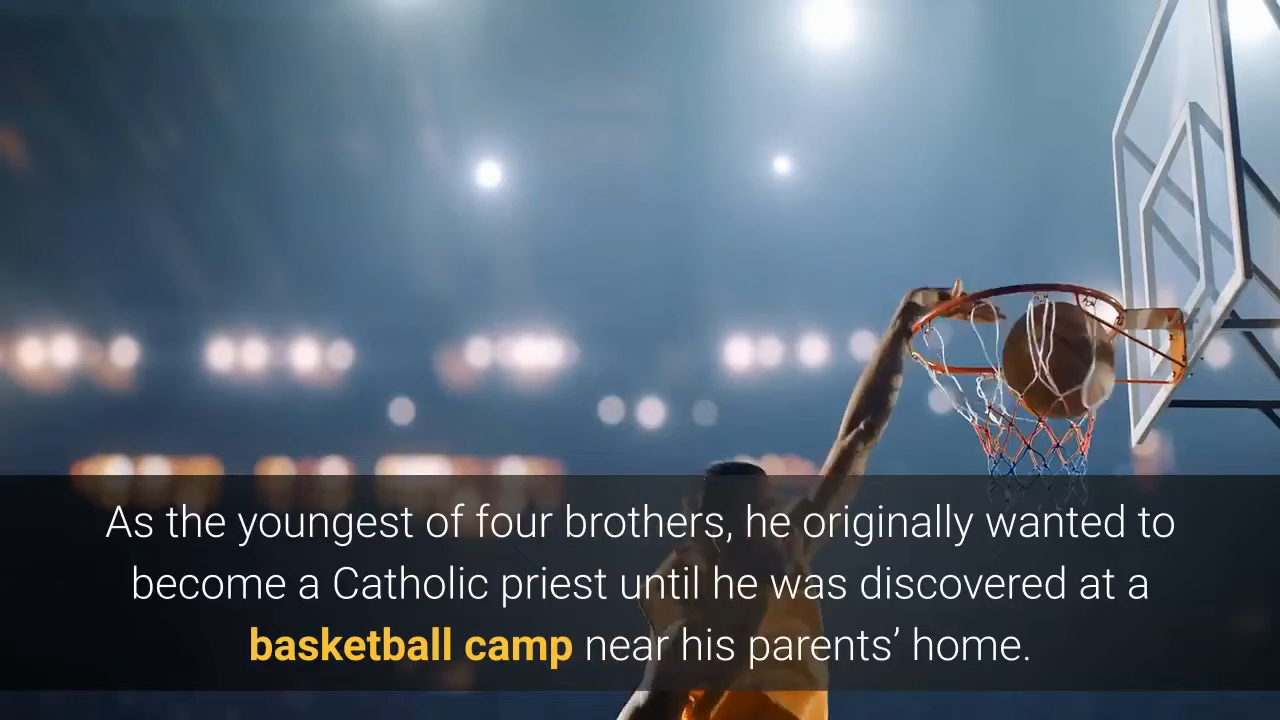 As the youngest of four brothers, he originally wanted to
become a Catholic priest until he was discovered at a
basketball camp near his parents’ home.